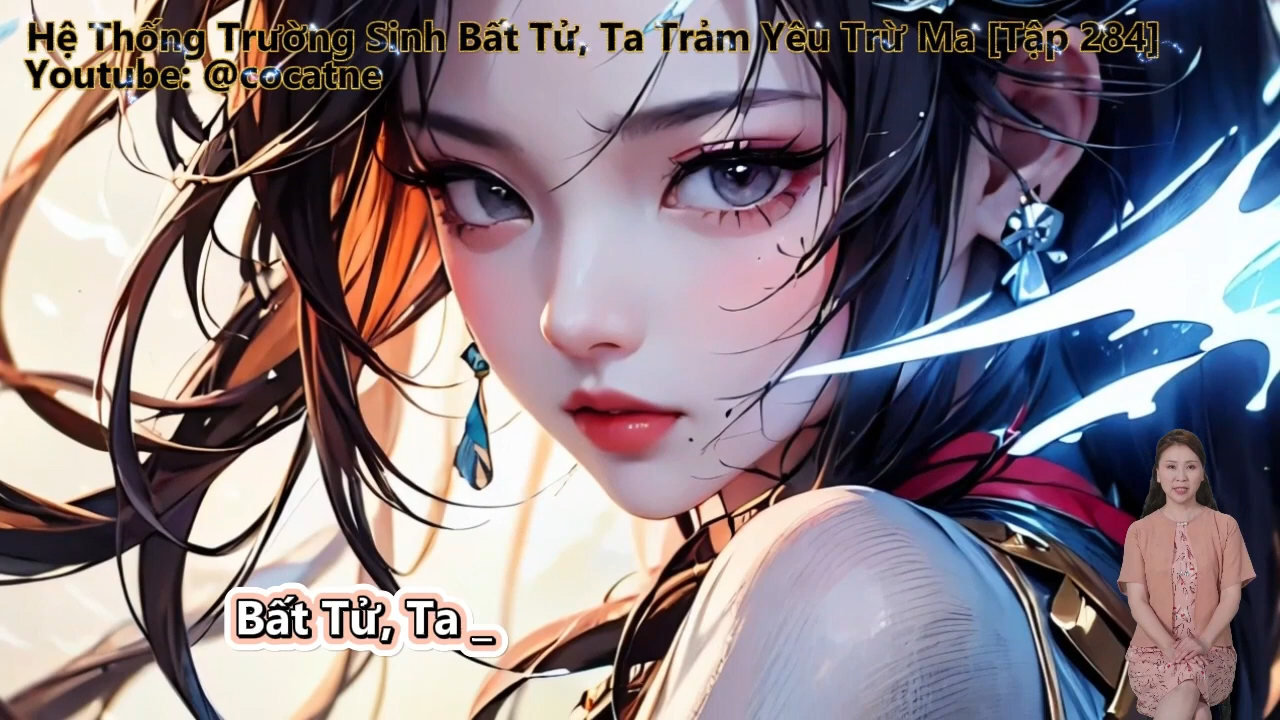 Hệ Thống Trường Sinh Bất Tử, Ta Trảm Yêu Trừ Ma [Tập 284]
Youtube: @cocatne
Bất Tử, Ta _